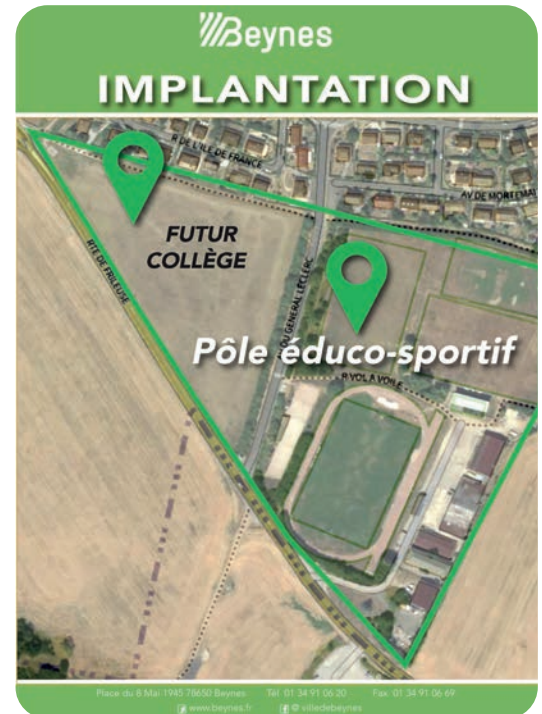 Beynes
IMPLANTATION
R DE L'ILE DE FRANCE
AV DE MORTEMAI
FUTUR
COLLÈGE
RTE DE FRILEUSE
DU GENERAL LECLERC
Pôle éduco-sportif
R VOL A VOILE
Place du 8 Mai 1945 78650 Beynes Tél 01 34 91 06 20 Fax: 01 34 91 06 69
www.beynes.fr @ villedebeynes